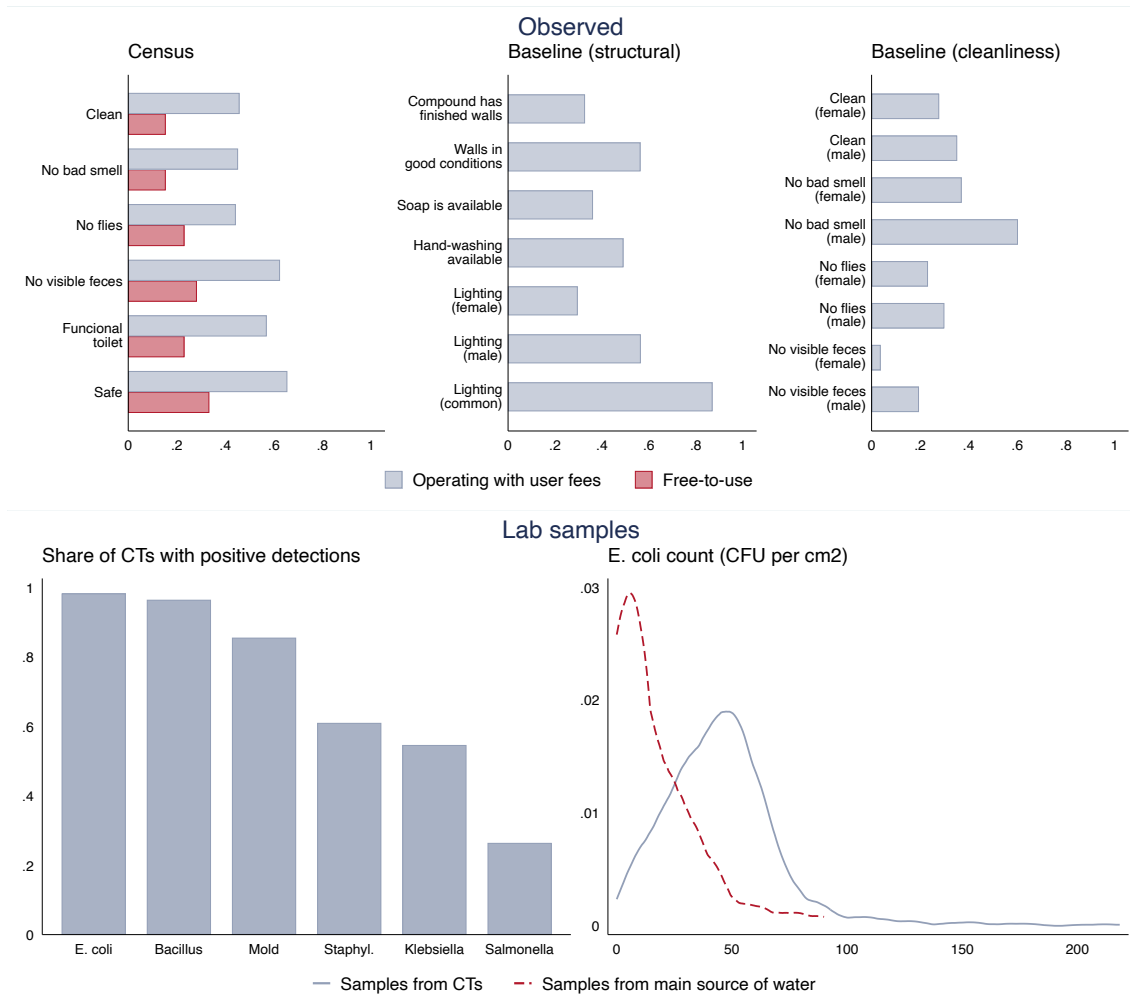 Observed
Census
Clean
No bad smell
No flies
No visible feces
Funcional
toilet
Safe
0 .2 .4 .6 .8 1
Baseline (structural)
Compound has
finished walls
Walls in
good conditions
Soap is available
Hand-washing
available
Lighting
(female)
Lighting
(male)
Lighting
(common)
0 .2 .4 .6 .8 1
Baseline (cleanliness)
Clean
(female)
Clean
(male)
No bad smell
(female)
No bad smell
(male)
No flies
(female)
No flies
(male)
No visible feces
(female)
No visible feces
(male)
0 .2 .4 .6 .8 1
Operating with user fees Free-to-use
Lab samples
Share of CTs with positive detections
1
.8
.6
.4
.2
0
E. coli Bacillus Mold Staphyl. Klebsiella Salmonella
E. coli count (CFU per cm2)
.03
.02
.01
0
0 50 100 150 200
Samples from CTs Samples from main source of water